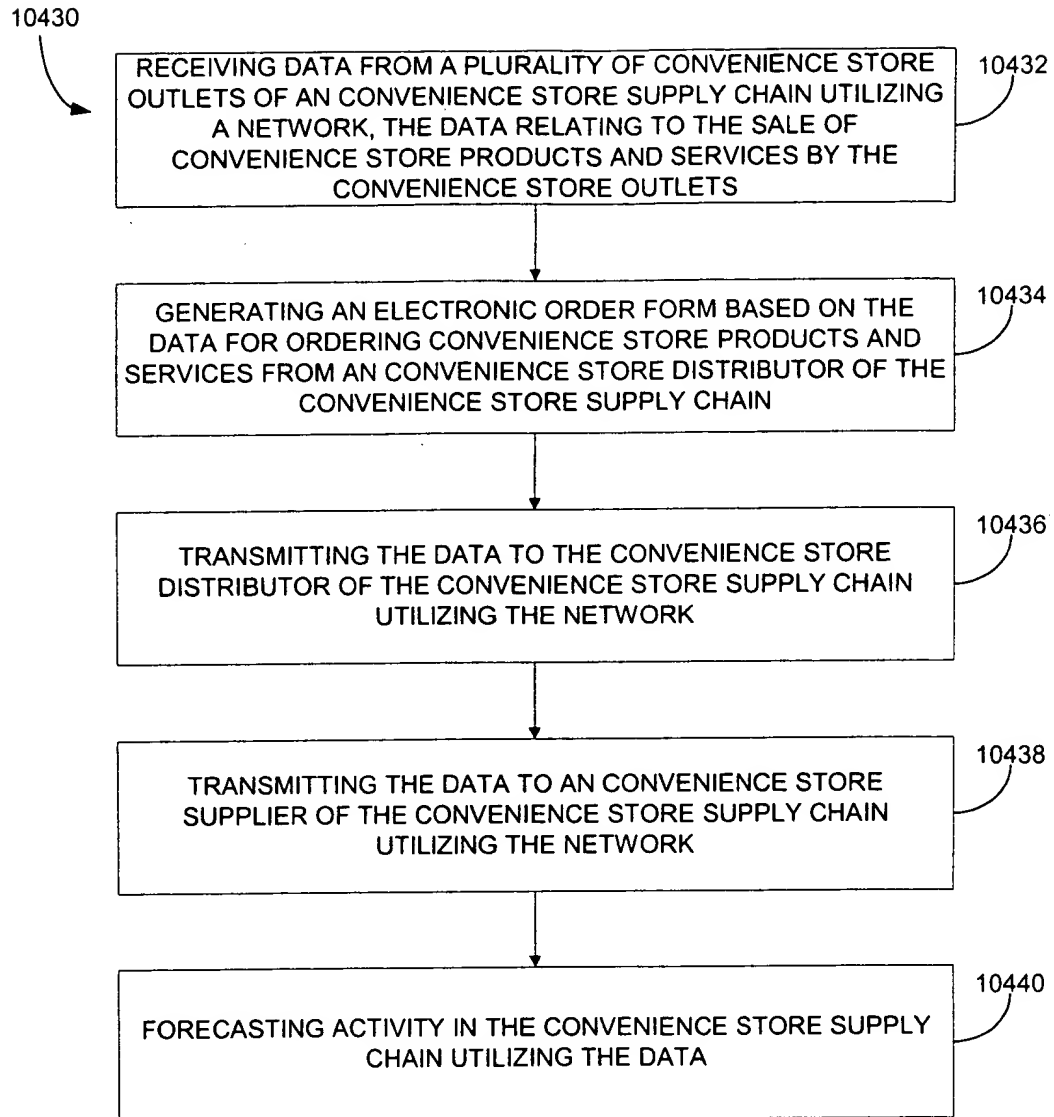 10430
RECEIVING DATA FROM A PLURALITY OF CONVENIENCE STORE
OUTLETS OF AN CONVENIENCE STORE SUPPLY CHAIN UTILIZING
A NETWORK, THE DATA RELATING TO THE SALE OF
CONVENIENCE STORE PRODUCTS AND SERVICES BY THE
CONVENIENCE STORE OUTLETS
10432
GENERATING AN ELECTRONIC ORDER FORM BASED ON THE
DATA FOR ORDERING CONVENIENCE STORE PRODUCTS AND
SERVICES FROM AN CONVENIENCE STORE DISTRIBUTOR OF THE
CONVENIENCE STORE SUPPLY CHAIN
10434
TRANSMITTING THE DATA TO THE CONVENIENCE STORE
DISTRIBUTOR OF THE CONVENIENCE STORE SUPPLY CHAIN
UTILIZING THE NETWORK
10436
TRANSMITTING THE DATA TO AN CONVENIENCE STORE
SUPPLIER OF THE CONVENIENCE STORE SUPPLY CHAIN
UTILIZING THE NETWORK
10438
FORECASTING ACTIVITY IN THE CONVENIENCE STORE SUPPLY
CHAIN UTILIZING THE DATA
10440